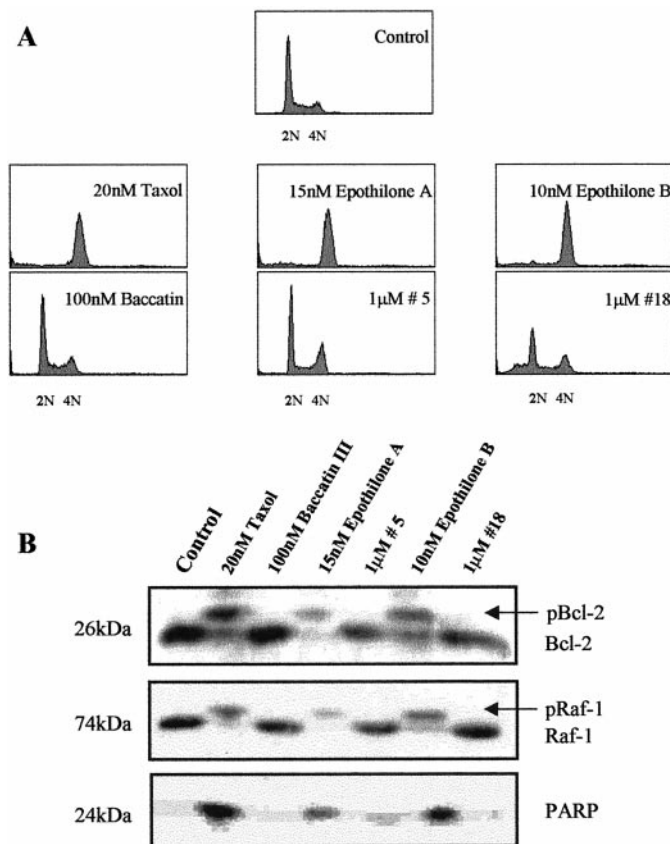 A
Control
2N 4N
20nM Taxol
15nM Epothilone A
10nM Epothilone B
100nM Baccatin
1µM # 5
1µM #18
2N 4N
2N 4N
2N 4N
B
Control
20nM Taxol
100nM Baccatin III
15nM Epothilone A
1µM # 5
10nM Epothilone B
1µM #18
26kDa
pBcl-2
Bcl-2
74kDa
pRaf-1
Raf-1
24kDa
PARP